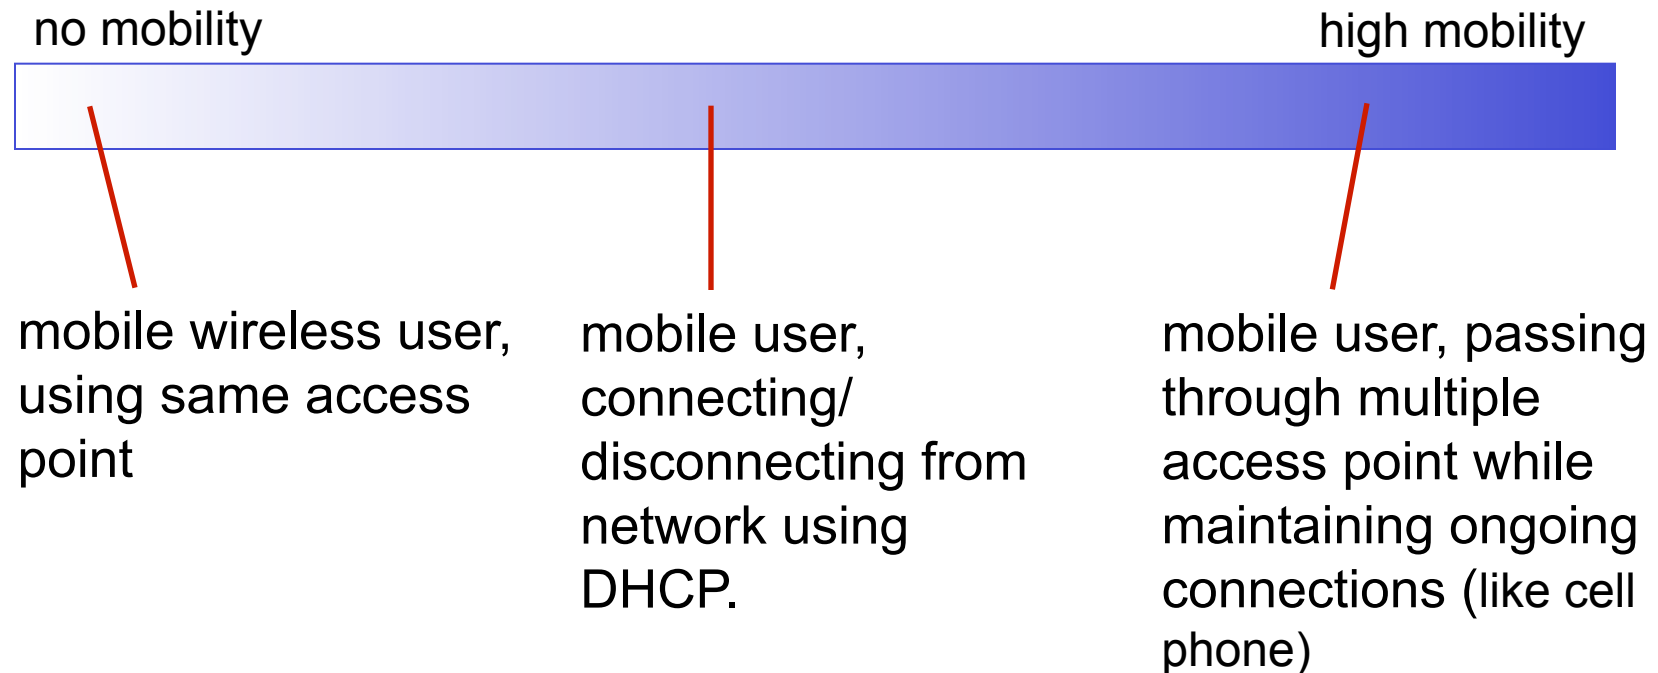 no mobility
high mobility
mobile wireless user,
using same access
point
mobile user,
connecting/
disconnecting from
network using
DHCP.
mobile user, passing
through multiple
access point while
maintaining ongoing
connections (like cell
phone)